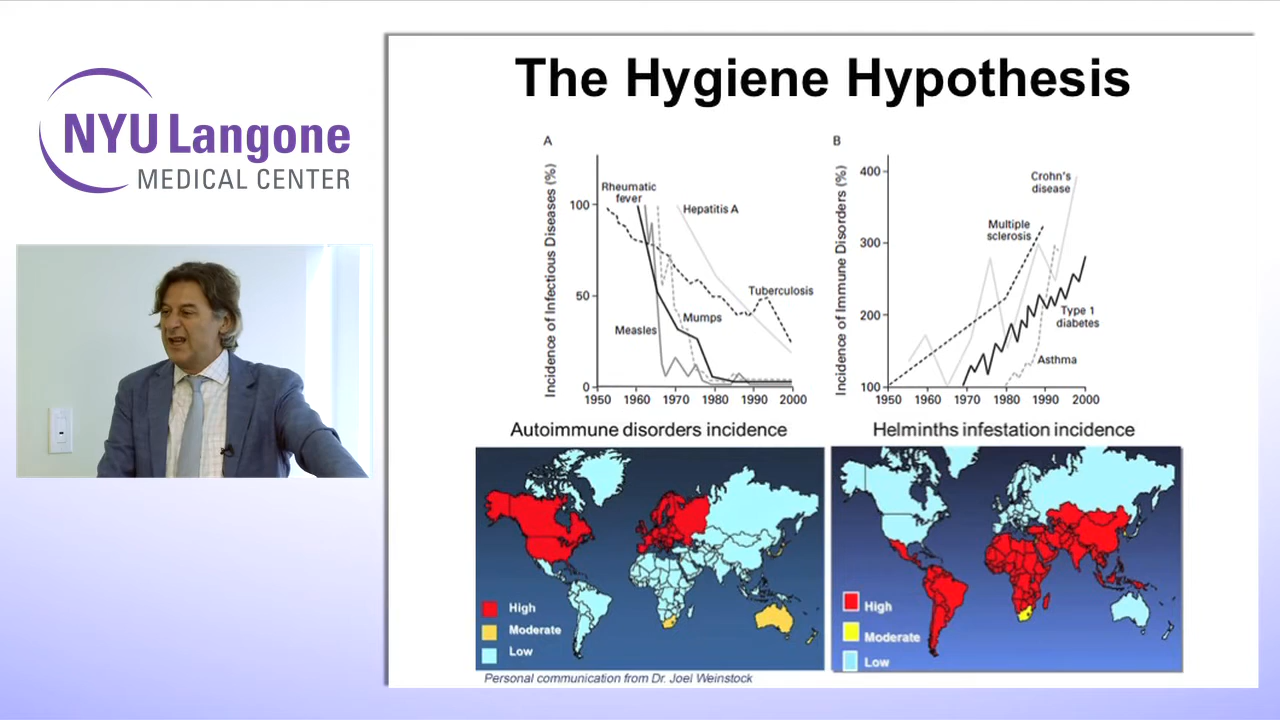 NYU Langone
MEDICAL CENTER
The Hygiene Hypothesis
A
Incidence of Infectious Diseases (%)
100
50
0
Rheumatic
fever
Hepatitis A
Tuberculosis
Mumps
Measles
1950 1960 1970 1980 1990 2000
B
Incidence of Immune Disorders (%)
400
300
200
100
Crohn's
disease
Multiple
sclerosis
Type 1
diabetes
Asthma
1950 1960 1970 1980 1990 2000
Autoimmune disorders incidence
High
Moderate
Low
Helminths infestation incidence
High
Moderate
Low
Personal communication from Dr. Joel Weinstock